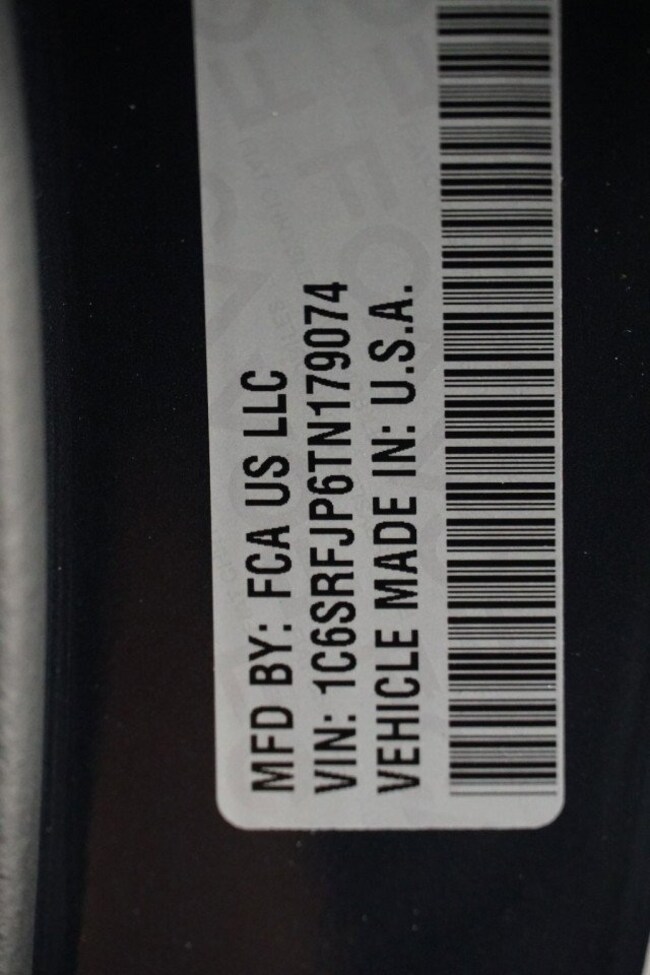 MFD BY: FCA US LLC
VIN: 1C6SRFJP6TN179074
VEHICLE MADE IN: U.S.A.